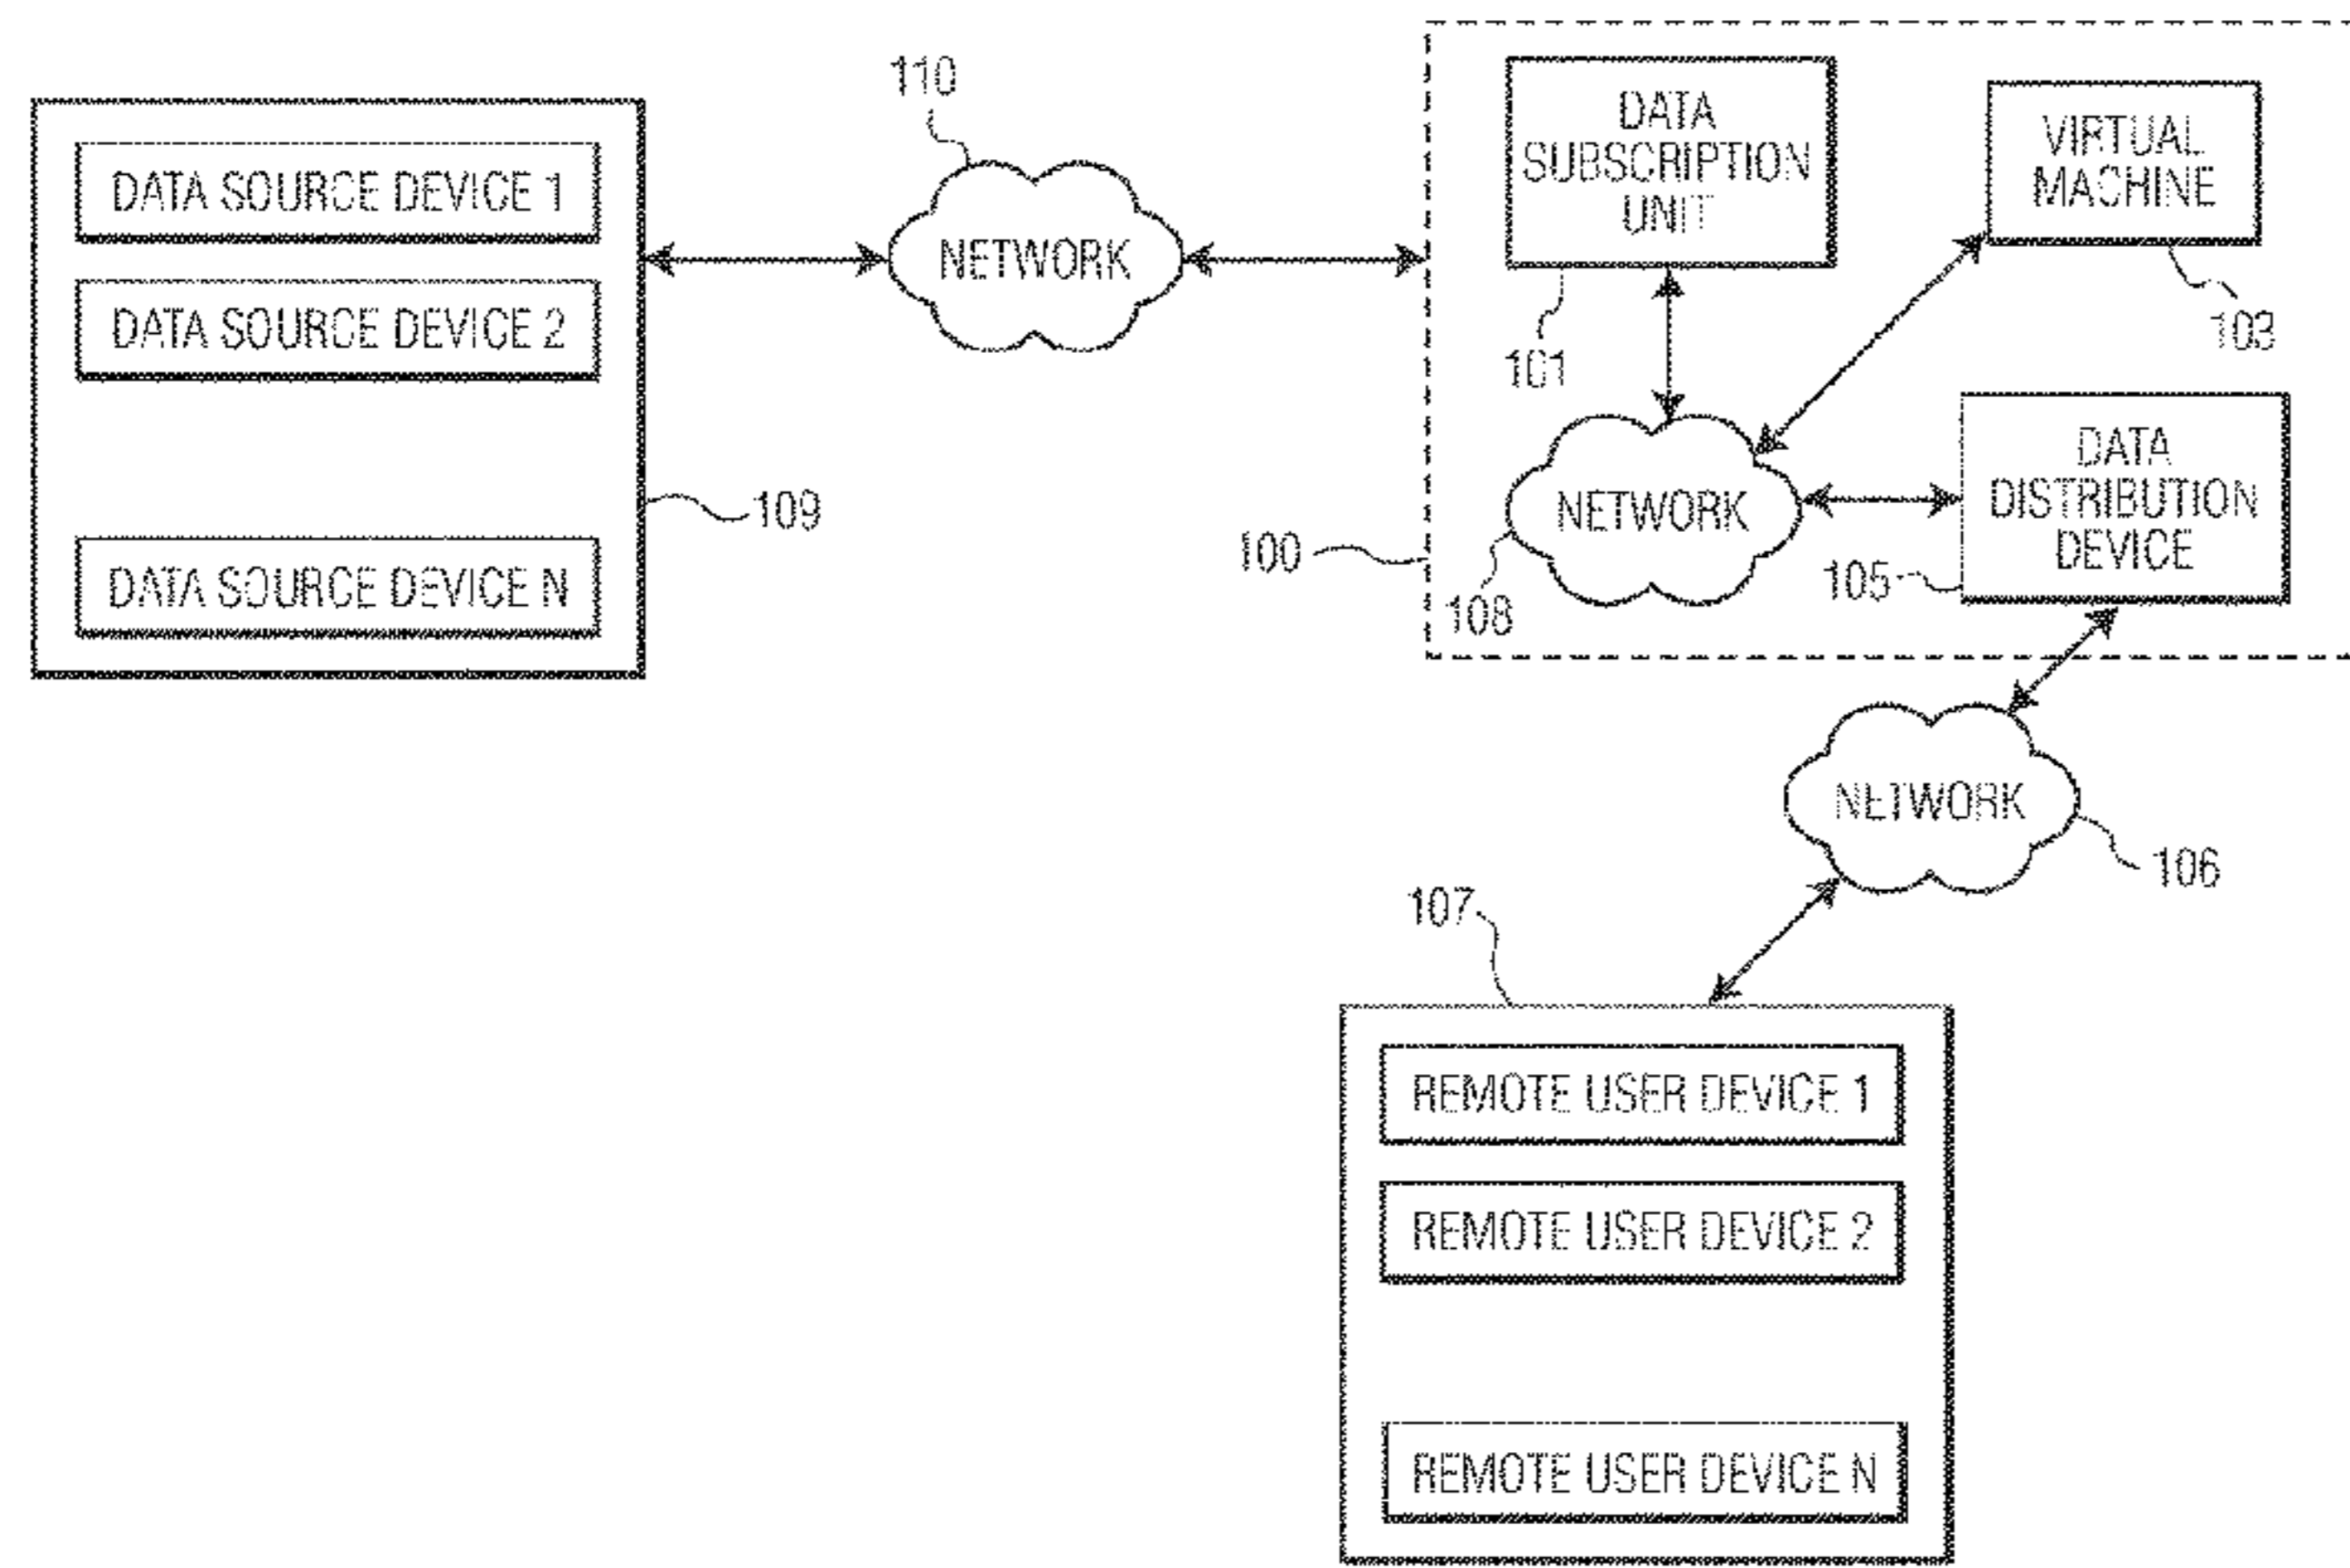 DATA SOURCE DEVICE 1
DATA SOURCE DEVICE 2
DATA SOURCE DEVICE N
109
110
NETWORK
100
DATA
SUBSCRIPTION
UNIT
101
VIRTUAL
MACHINE
103
NETWORK
108
DATA
DISTRIBUTION
DEVICE
105
NETWORK
106
107
REMOTE USER DEVICE 1
REMOTE USER DEVICE 2
REMOTE USER DEVICE N